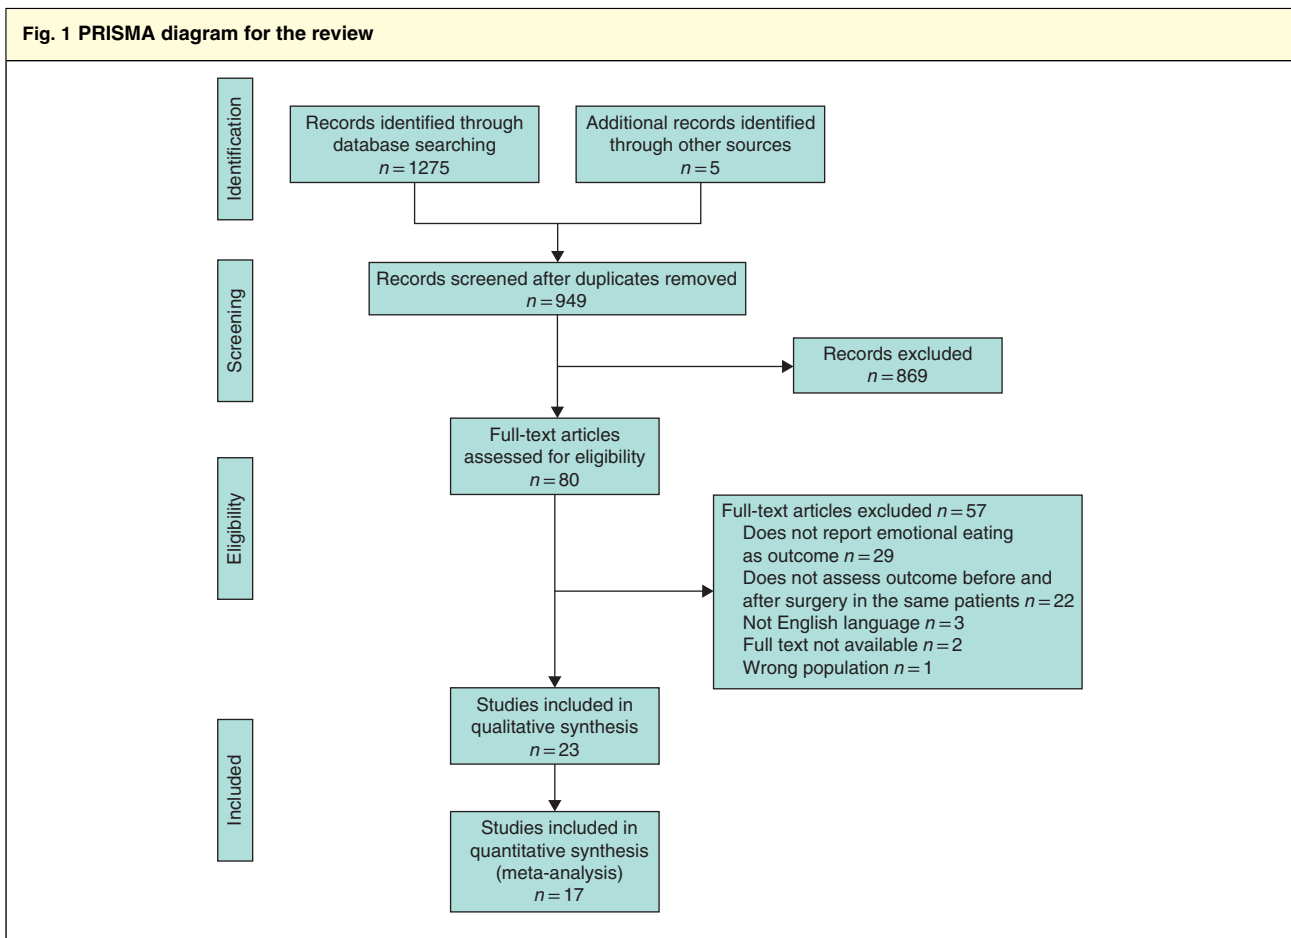 Fig. 1 PRISMA diagram for the review
Identification
Records identified through
database searching
n = 1275
Additional records identified
through other sources
n = 5
Screening
Records screened after duplicates removed
n = 949
Records excluded
n = 869
Eligibility
Full-text articles
assessed for eligibility
n = 80
Full-text articles excluded n = 57
Does not report emotional eating
as outcome n = 29
Does not assess outcome before and
after surgery in the same patients n = 22
Not English language n = 3
Full text not available n = 2
Wrong population n = 1
Included
Studies included in
qualitative synthesis
n = 23
Studies included in
quantitative synthesis
(meta-analysis)
n = 17